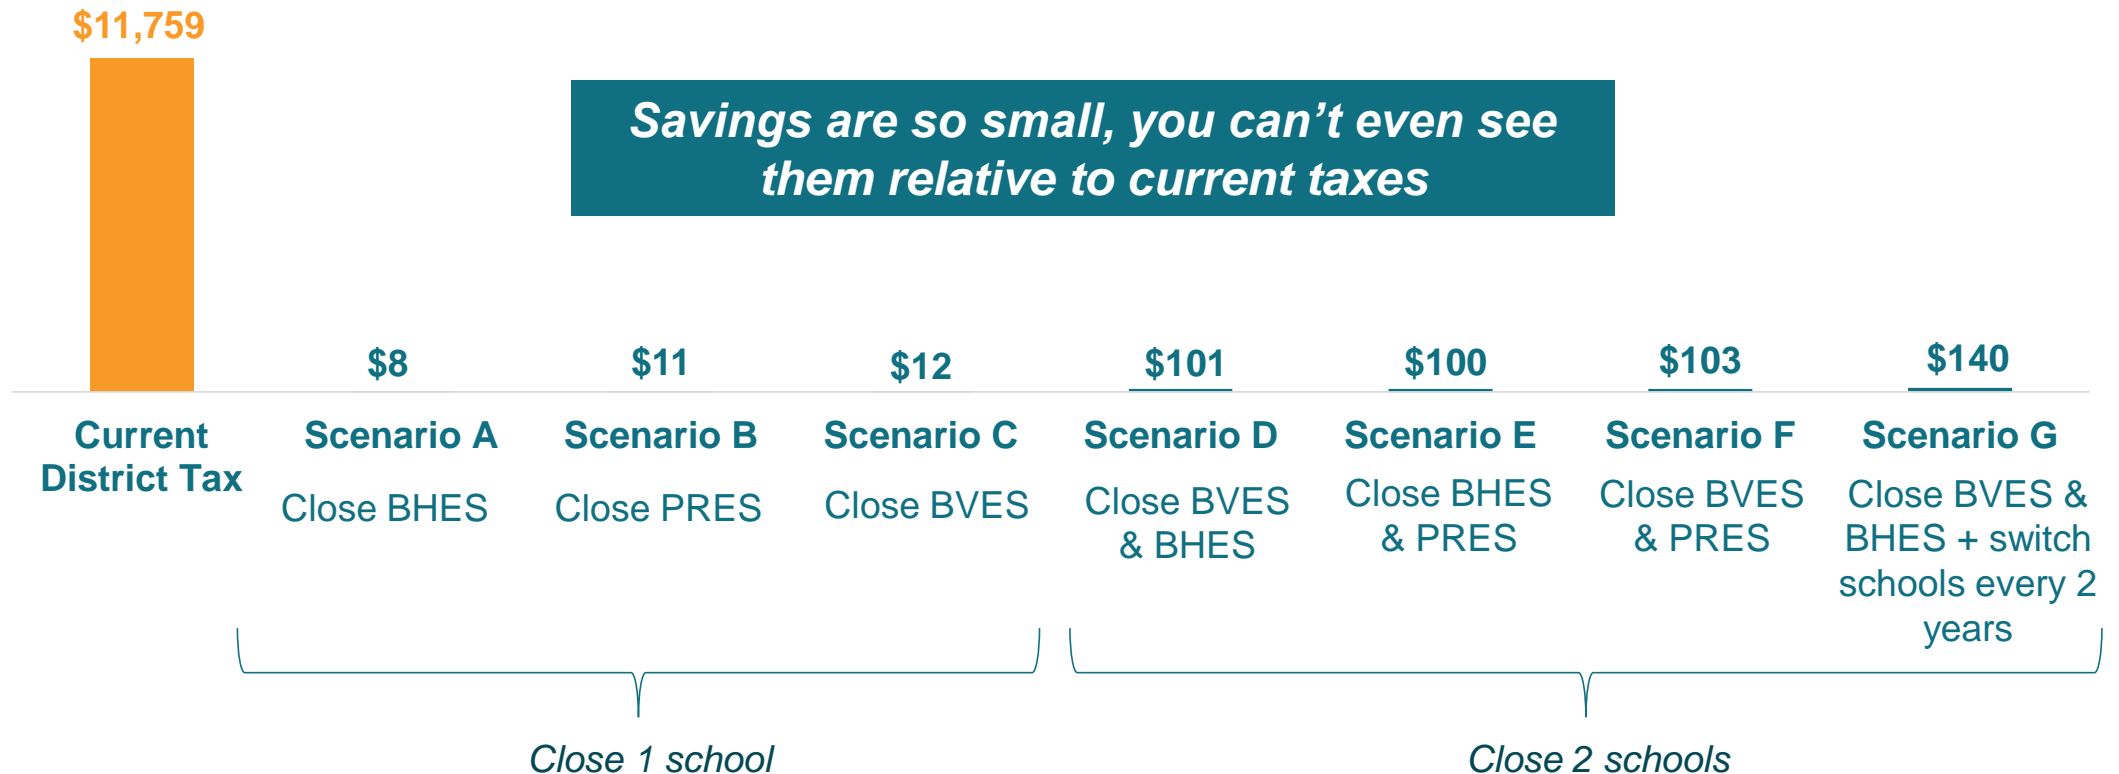 $11,759
Savings are so small, you can’t even see
them relative to current taxes
$8
$11
$12
$101
$100
$103
$140
Current
District Tax
Scenario A
Close BHES
Scenario B
Close PRES
Scenario C
Close BVES
Scenario D
Close BVES
& BHES
Scenario E
Close BHES
& PRES
Scenario F
Close BVES
& PRES
Scenario G
Close BVES &
BHES + switch
schools every 2
years
Close 1 school
Close 2 schools